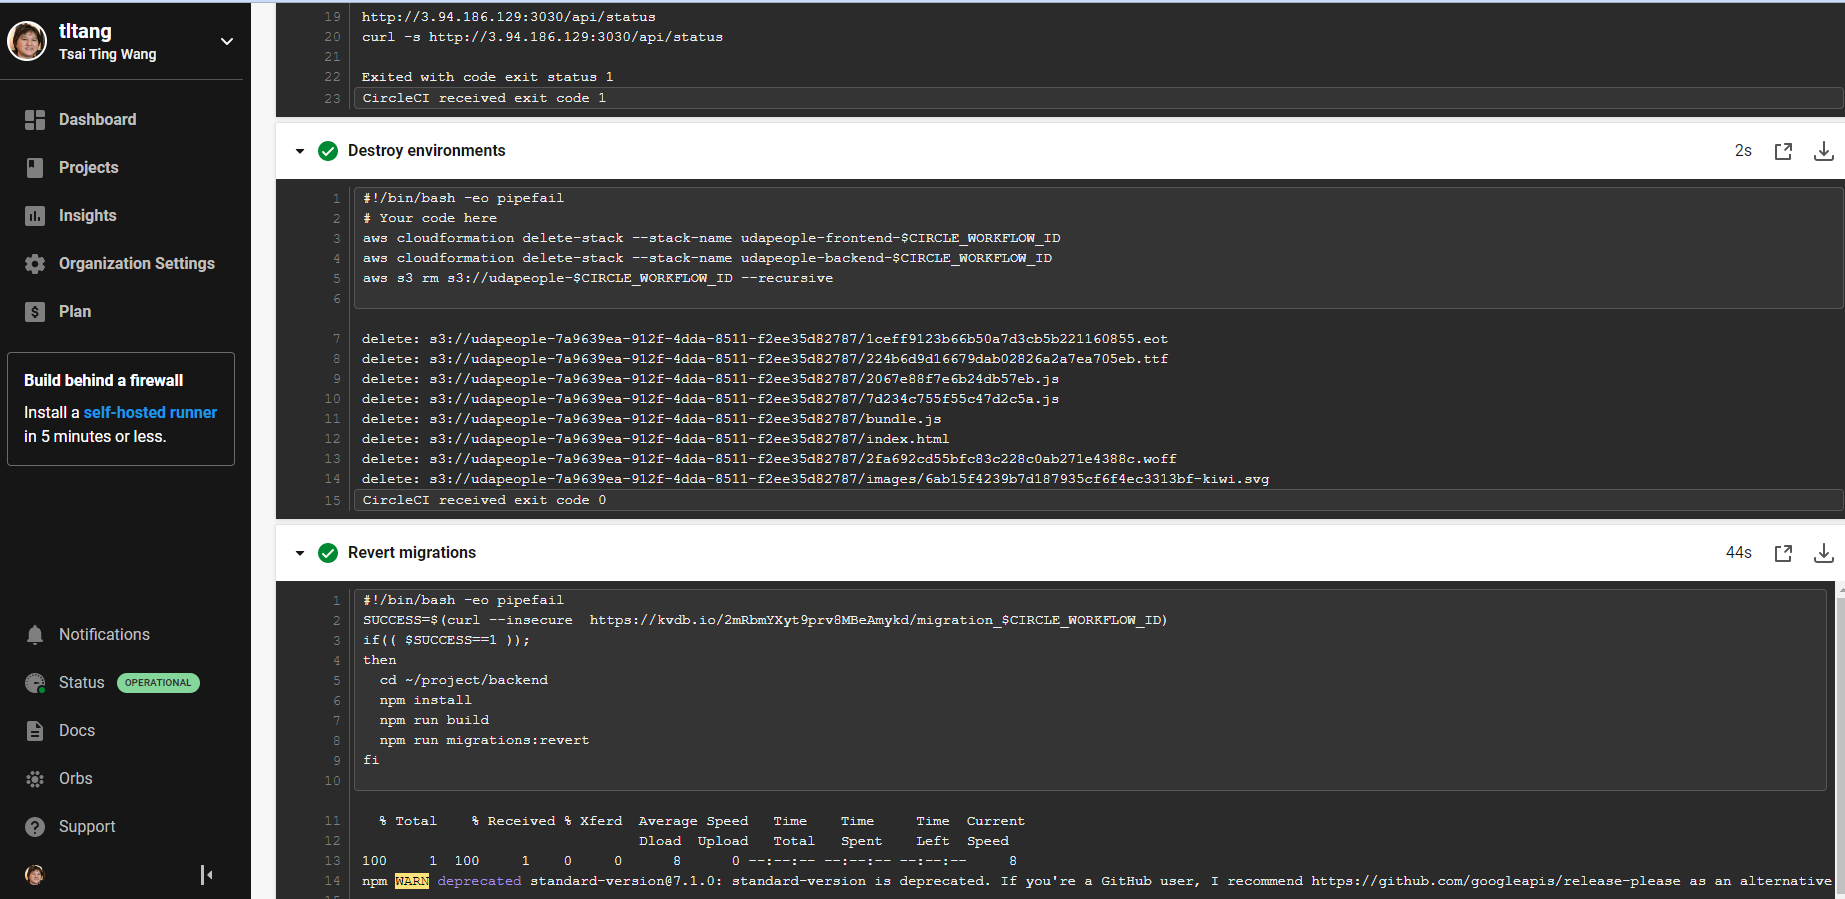 tltang
Tsai Ting Wang
Dashboard
Projects
Insights
Organization Settings
Plan
Build behind a firewall
Install a self-hosted runner
in 5 minutes or less.
Notifications
Status OPERATIONAL
Docs
Orbs
Support
19 http://3.94.186.129:3030/api/status
20 curl -s http://3.94.186.129:3030/api/status
21
22 Exited with code exit status 1
23 CircleCI received exit code 1
Destroy environments 2s
1 #!/bin/bash -eo pipefail
2 # Your code here
3 aws cloudformation delete-stack --stack-name udapeople-frontend-$CIRCLE_WORKFLOW_ID
4 aws cloudformation delete-stack --stack-name udapeople-backend-$CIRCLE_WORKFLOW_ID
5 aws s3 rm s3://udapeople-$CIRCLE_WORKFLOW_ID --recursive
6
7 delete: s3://udapeople-7a9639ea-912f-4dda-8511-f2ee35d82787/1ceff9123b66b50a7d3cb5b221160855.eot
8 delete: s3://udapeople-7a9639ea-912f-4dda-8511-f2ee35d82787/224b6d9d16679dab02826a2a7ea705eb.ttf
9 delete: s3://udapeople-7a9639ea-912f-4dda-8511-f2ee35d82787/2067e88f7e6b24db57eb.js
10 delete: s3://udapeople-7a9639ea-912f-4dda-8511-f2ee35d82787/7d234c755f55c47d2c5a.js
11 delete: s3://udapeople-7a9639ea-912f-4dda-8511-f2ee35d82787/bundle.js
12 delete: s3://udapeople-7a9639ea-912f-4dda-8511-f2ee35d82787/index.html
13 delete: s3://udapeople-7a9639ea-912f-4dda-8511-f2ee35d82787/2fa692cd55bfc83c228c0ab271e4388c.woff
14 delete: s3://udapeople-7a9639ea-912f-4dda-8511-f2ee35d82787/images/6ab15f4239b7d187935cf6f4ec3313bf-kiwi.svg
15 CircleCI received exit code 0
Revert migrations 44s
1 #!/bin/bash -eo pipefail
2 SUCCESS=$(curl --insecure  https://kvdb.io/2mRbmYXyt9prv8MBeAmykd/migration_$CIRCLE_WORKFLOW_ID)
3 if(( $SUCCESS==1 ));
4 then
5   cd ~/project/backend
6   npm install
7   npm run build
8   npm run migrations:revert
9 fi
10
11   % Total    % Received % Xferd  Average Speed   Time    Time     Time  Current
12                                  Dload  Upload   Total   Spent    Left  Speed
13 100     1  100     1    0     0      8      0 --:--:-- --:--:-- --:--:--     8
14 npm WARN deprecated standard-version@7.1.0: standard-version is deprecated. If you're a GitHub user, I recommend https://github.com/googleapis/release-please as an alternative